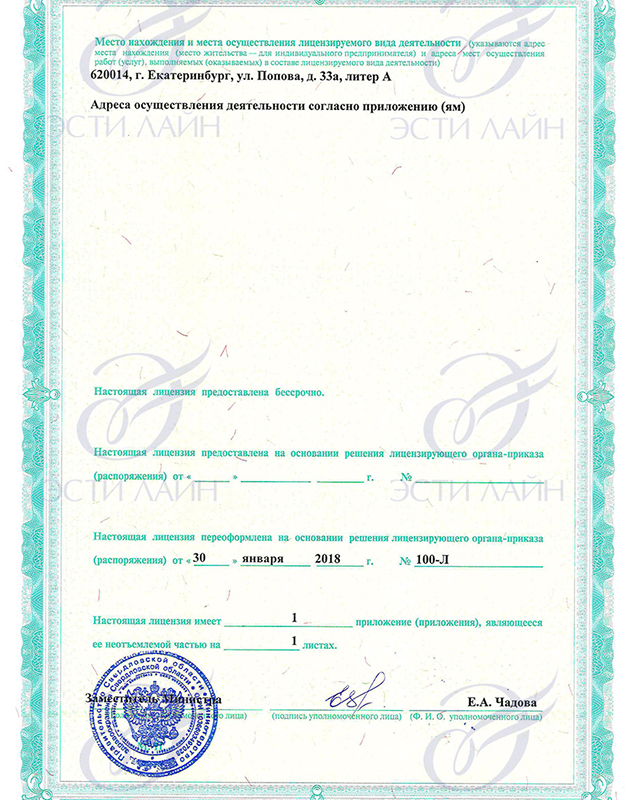 Место нахождения и места осуществления лицензируемого вида деятельности (указываются адрес
места нахождения (место жительства — для индивидуального предпринимателя) и адреса мест осуществления
работ (услуг), выполняемых (оказываемых) в составе лицензируемого вида деятельности)
620014, г. Екатеринбург, ул. Попова, д. 33а, литер А
Адреса осуществления деятельности согласно приложению (ям)
ЭСТИ ЛАЙН ЭСТИ ЛАЙН
Настоящая лицензия предоставлена бессрочно.
Настоящая лицензия предоставлена на основании решения лицензирующего органа-приказа
(распоряжения) от « » г. №
ЭСТИ ЛАЙН ЭСТИ ЛАЙН
Настоящая лицензия переоформлена на основании решения лицензирующего органа-приказа
(распоряжения) от « 30 » января 2018 г. № 100-Л
Настоящая лицензия имеет 1 приложение (приложения), являющееся
ее неотъемлемой частью на 1 листах.
Заместитель Министра Е.А. Чадова
лица) (подпись уполномоченного лица) (Ф. И. О. уполномоченного лица)
Свердловской области